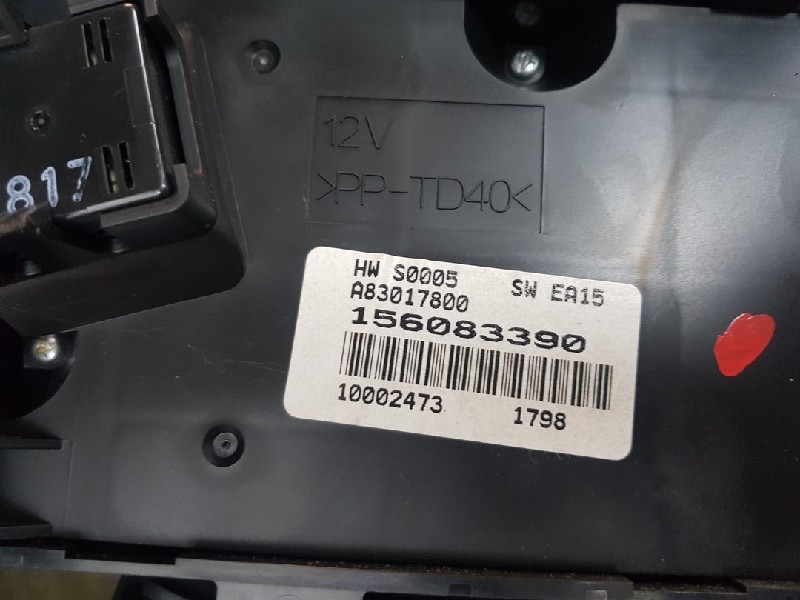 12V
>PP-TD40<
817
HW S0005 SW EA15
A83017800
156083390
10002473 1798